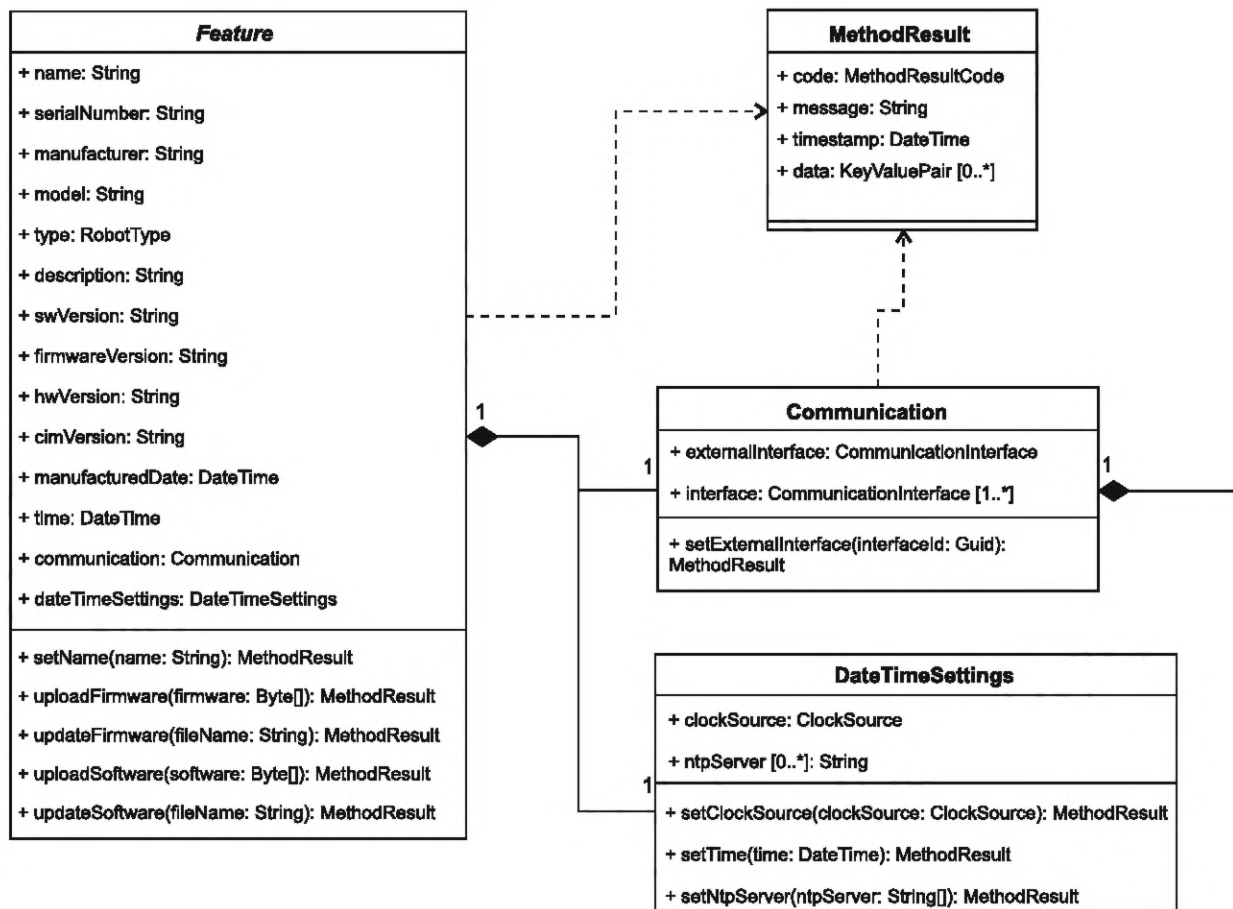 Feature
+ name: String
+ serialNumber: String
+ manufacturer: String
+ model: String
+ type: RobotType
+ description: String
+ swVersion: String
+ firmwareVersion: String
+ hwVersion: String
+ cimVersion: String
+ manufacturedDate: DateTime
+ time: DateTime
+ communication: Communication
+ dateTimeSettings: DateTimeSettings
+ setName(name: String): MethodResult
+ uploadFirmware(firmware: Byte[]): MethodResult
+ updateFirmware(fileName: String): MethodResult
+ uploadSoftware(software: Byte[]): MethodResult
+ updateSoftware(fileName: String): MethodResult
MethodResult
+ code: MethodResultCode
+ message: String
+ timestamp: DateTime
+ data: KeyValuePair [0..*]
1
1
Communication
+ externalInterface: CommunicationInterface
+ interface: CommunicationInterface [1..*]
+ setExternalInterface(interfaceId: Guid):
MethodResult
1
1
DateTimeSettings
+ clockSource: ClockSource
+ ntpServer [0..*]: String
+ setClockSource(clockSource: ClockSource): MethodResult
+ setTime(time: DateTime): MethodResult
+ setNtpServer(ntpServer: String[]): MethodResult